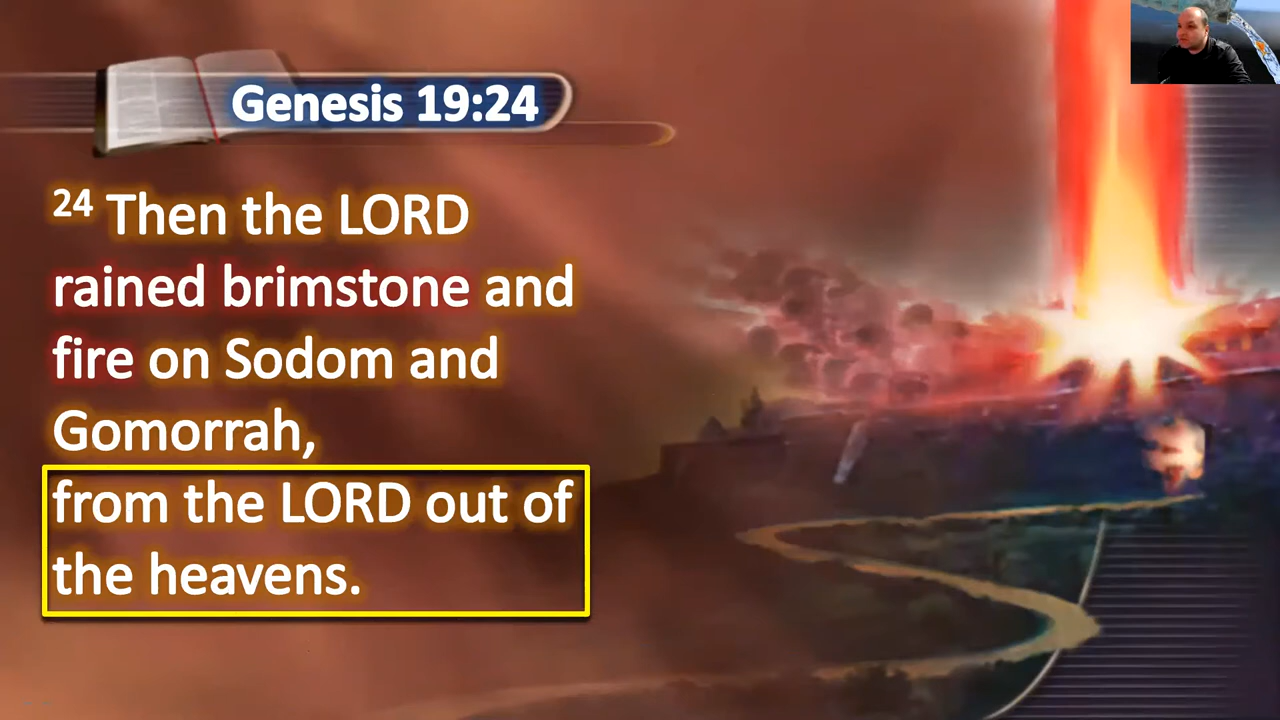 Genesis 19:24
24 Then the LORD
rained brimstone and
fire on Sodom and
Gomorrah,
from the LORD out of
the heavens.